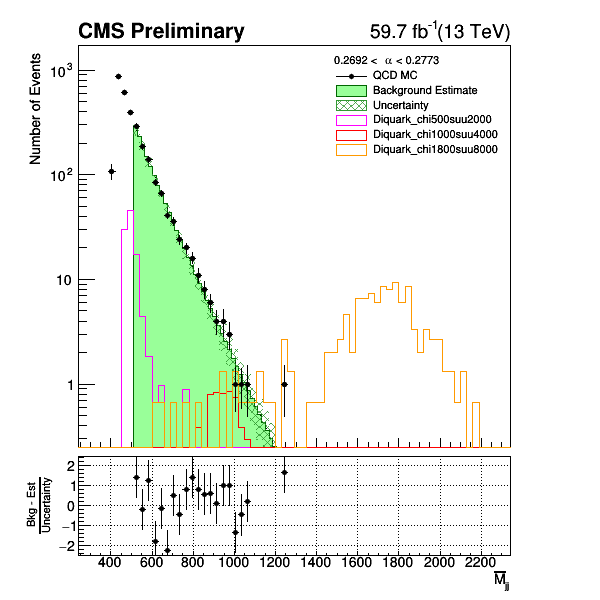 CMS Preliminary
59.7 fb⁻¹(13 TeV)
Number of Events
0.2692 < α < 0.2773
QCD MC
Background Estimate
Uncertainty
Diquark_chi500suu2000
Diquark_chi1000suu4000
Diquark_chi1800suu8000
10³
10²
10
1
Bkg - Est
Uncertainty
2
1
0
−1
−2
400 600 800 1000 1200 1400 1600 1800 2000 2200
M̅jj